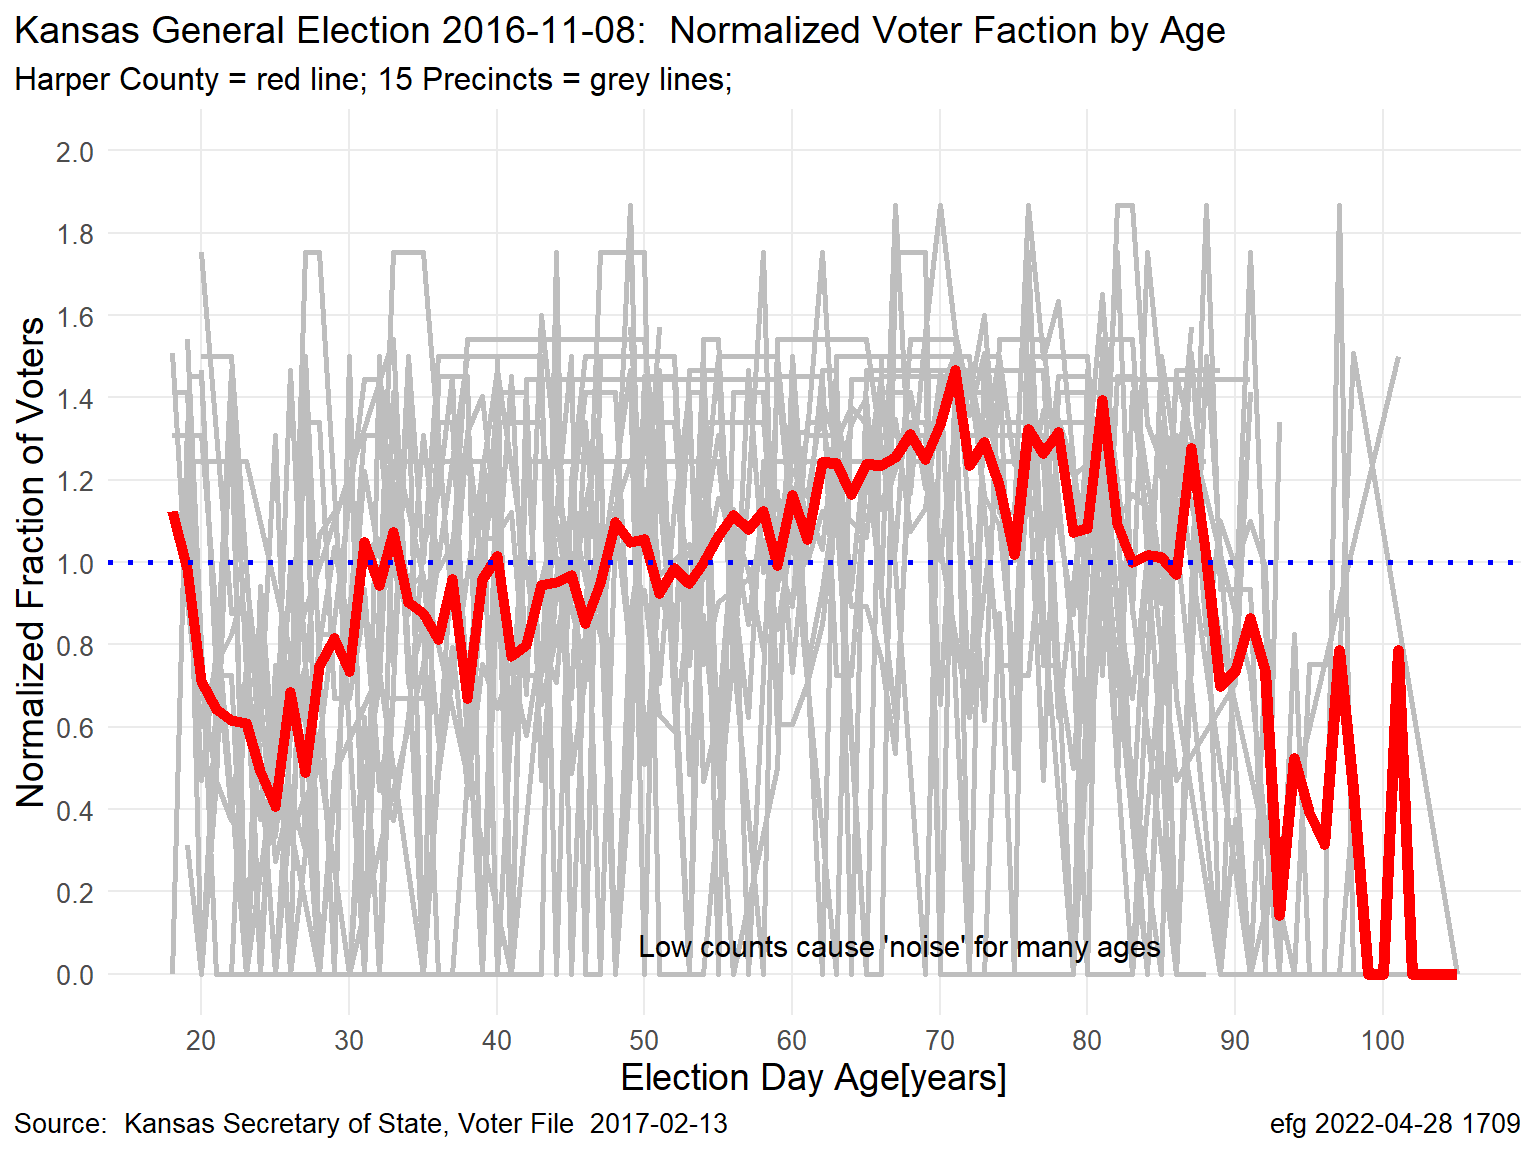 Kansas General Election 2016-11-08:  Normalized Voter Faction by Age
Harper County = red line; 15 Precincts = grey lines;
Normalized Fraction of Voters
2.0
1.8
1.6
1.4
1.2
1.0
0.8
0.6
0.4
0.2
0.0
Low counts cause 'noise' for many ages
20 30 40 50 60 70 80 90 100
Election Day Age[years]
Source:  Kansas Secretary of State, Voter File  2017-02-13
efg 2022-04-28 1709